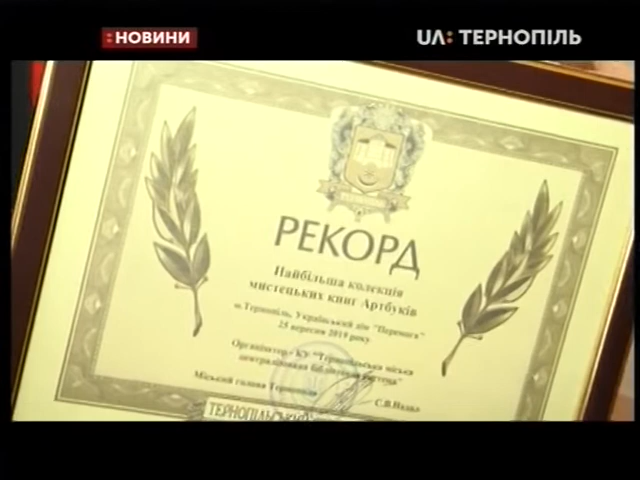 :НОВИНИ
UA: ТЕРНОПІЛЬ
РЕКОРД
Найбільша колекція
мистецьких книг Артбуків
м.Тернопіль, Український дім "Перемога"
25 вересня 2019 року
Організатор - КУ "Тернопільська міська
централізована бібліотечна система"
Міський голова Тернополя
С.В.Надал
ТЕРНОПІЛЬСЬКИЙ